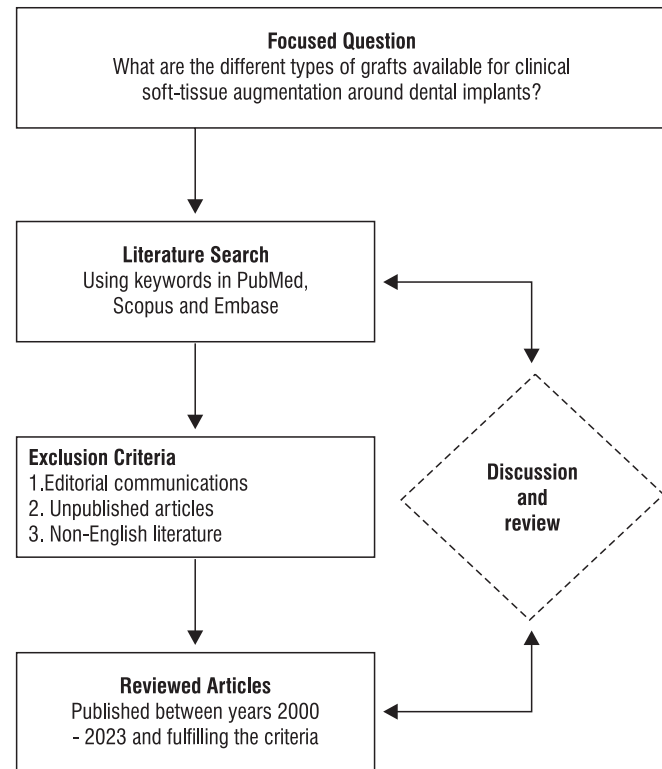 Focused Question
What are the different types of grafts available for clinical
soft-tissue augmentation around dental implants?
Literature Search
Using keywords in PubMed,
Scopus and Embase
Exclusion Criteria
1.Editorial communications
2. Unpublished articles
3. Non-English literature
Discussion
and
review
Reviewed Articles
Published between years 2000
- 2023 and fulfilling the criteria